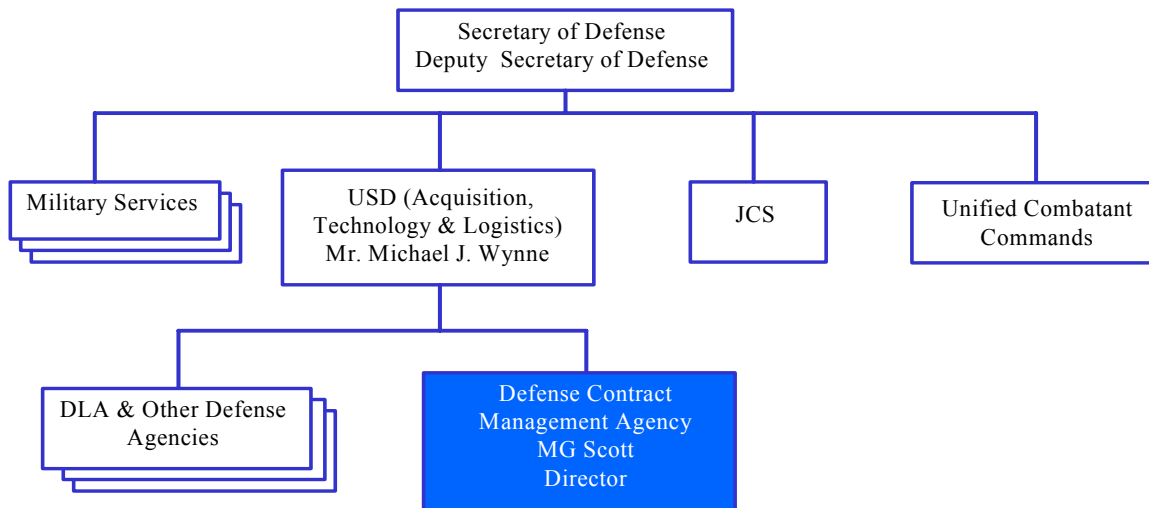 Secretary of Defense
Deputy Secretary of Defense
Military Services
USD (Acquisition,
Technology & Logistics)
Mr. Michael J. Wynne
JCS
Unified Combatant
Commands
DLA & Other Defense
Agencies
Defense Contract
Management Agency
MG Scott
Director